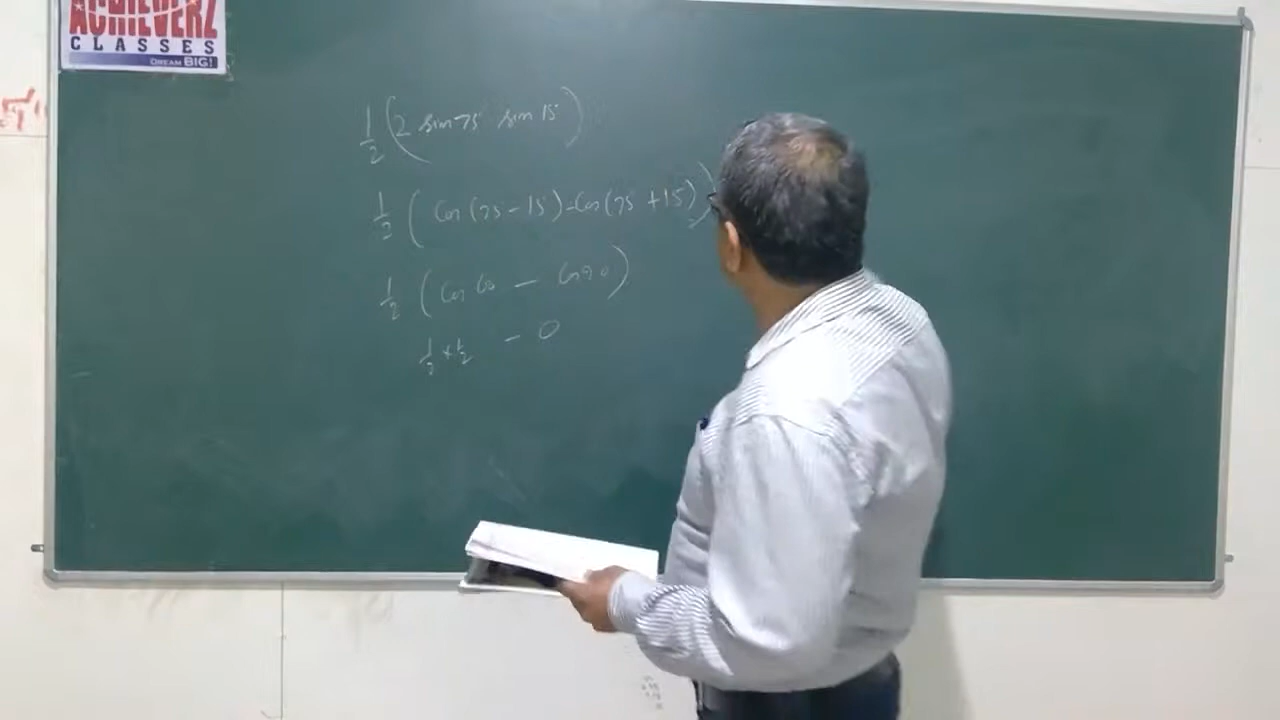 ACHIEVERZ
CLASSES
DREAM BIG!
1/2 (2 sin 75 sin 15)
1/2 (Cos (75 - 15) - Cos (75 + 15))
1/2 (Cos 60 - Cos 90)
1/2 × 1/2 - 0